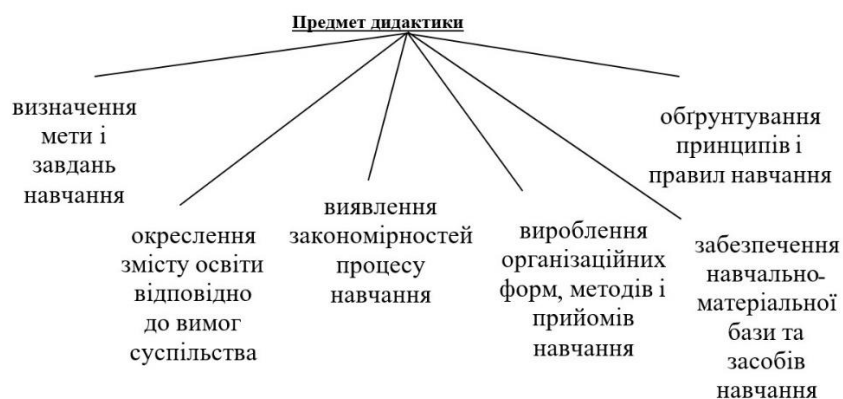 Предмет дидактики
визначення
мети і
завдань
навчання
окреслення
змісту освіти
відповідно
до вимог
суспільства
виявлення
закономірностей
процесу
навчання
вироблення
організаційних
форм, методів і
прийомів
навчання
забезпечення
навчально-
матеріальної
бази та
засобів
навчання
обґрунтування
принципів і
правил навчання